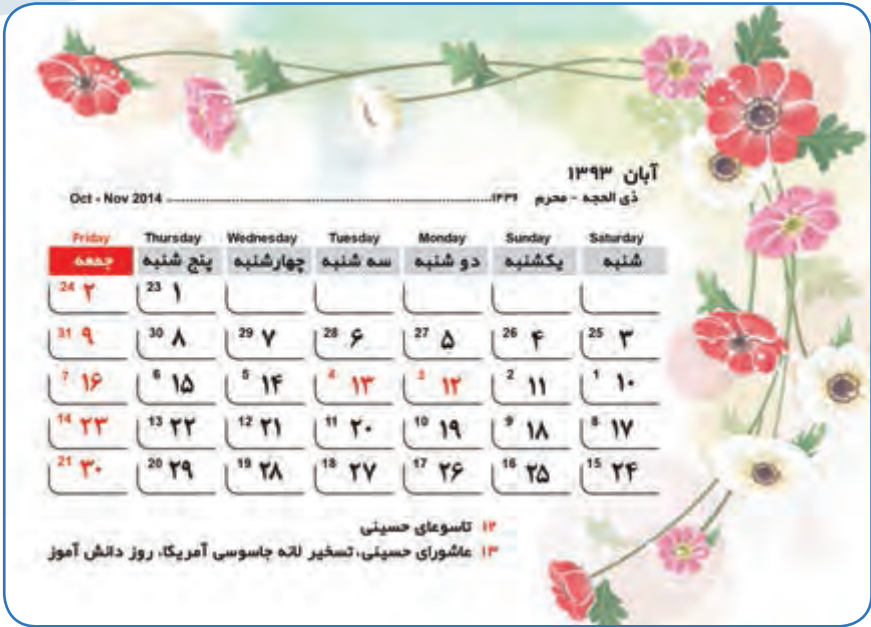 آبان ۱۳۹۳
ذی الحجه - محرم ۱۴۳۶ Oct - Nov 2014
Saturday Sunday Monday Tuesday Wednesday Thursday Friday
شنبه یکشنبه دو شنبه سه شنبه چهارشنبه پنج شنبه جمعه
۱ 23 ۲ 24
۳ 25 ۴ 26 ۵ 27 ۶ 28 ۷ 29 ۸ 30 ۹ 31
۱۰ 1 ۱۱ 2 ۱۲ 3 ۱۳ 4 ۱۴ 5 ۱۵ 6 ۱۶ 7
۱۷ 8 ۱۸ 9 ۱۹ 10 ۲۰ 11 ۲۱ 12 ۲۲ 13 ۲۳ 14
۲۴ 15 ۲۵ 16 ۲۶ 17 ۲۷ 18 ۲۸ 19 ۲۹ 20 ۳۰ 21
۱۲ تاسوعای حسینی
۱۳ عاشورای حسینی، تسخیر لانه جاسوسی آمریکا، روز دانش آموز